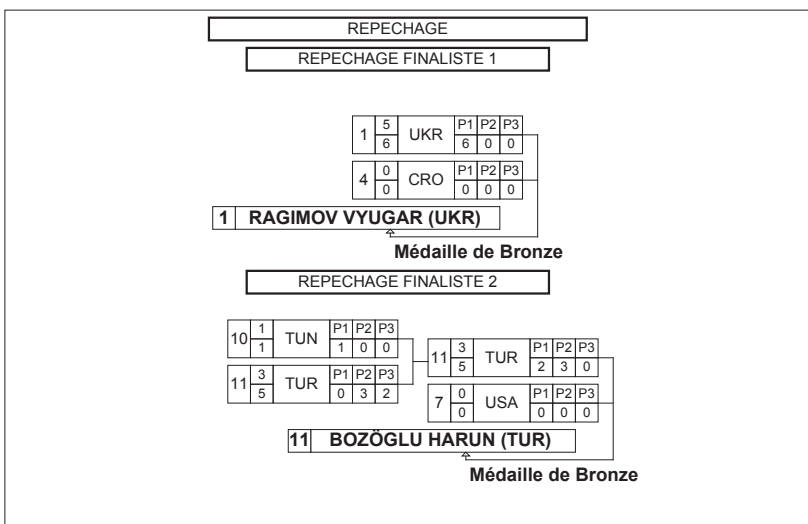 REPECHAGE
REPECHAGE FINALISTE 1
1 5 UKR P1 P2 P3
6 6 0 0
4 0 CRO P1 P2 P3
0 0 0 0
1 RAGIMOV VYUGAR (UKR)
Médaille de Bronze
REPECHAGE FINALISTE 2
10 1 TUN P1 P2 P3
1 1 0 0
11 3 TUR P1 P2 P3
5 0 3 2
11 3 TUR P1 P2 P3
5 2 3 0
7 0 USA P1 P2 P3
0 0 0 0
11 BOZÖGLU HARUN (TUR)
Médaille de Bronze